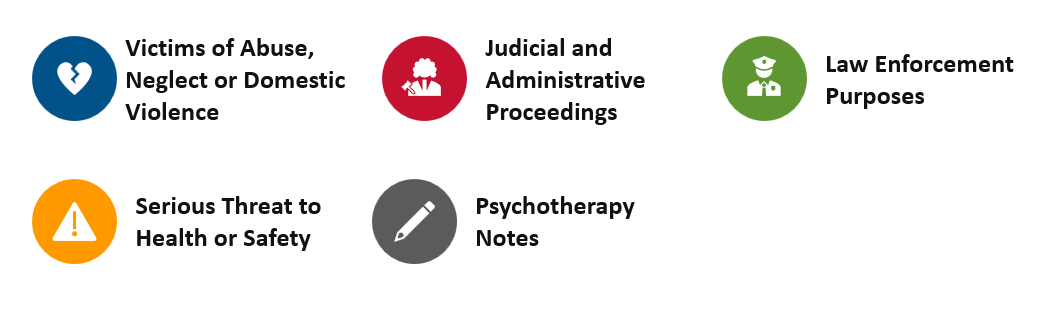 Victims of Abuse,
Neglect or Domestic
Violence
Judicial and
Administrative
Proceedings
Law Enforcement
Purposes
Serious Threat to
Health or Safety
Psychotherapy
Notes